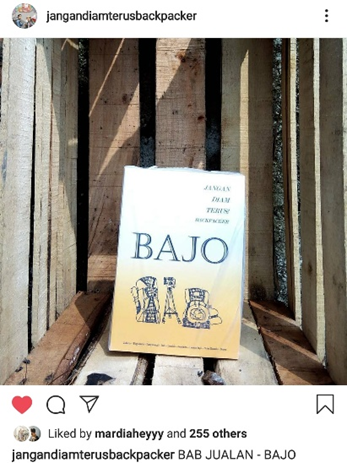 jangandiamterusbackpacker
JANGAN
DIAM
TERUS!
BACKPACKER
BAJO
Liked by mardiaheyyy and 255 others
jangandiamterusbackpacker BAB JUALAN - BAJO